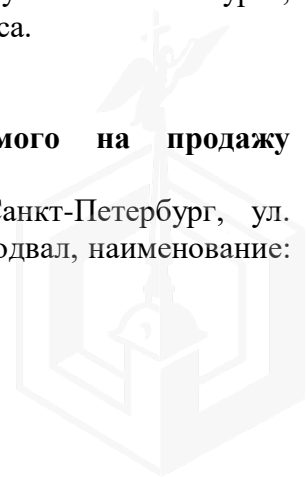 са.
мого на продажу
Санкт-Петербург, ул.
одвал, наименование: